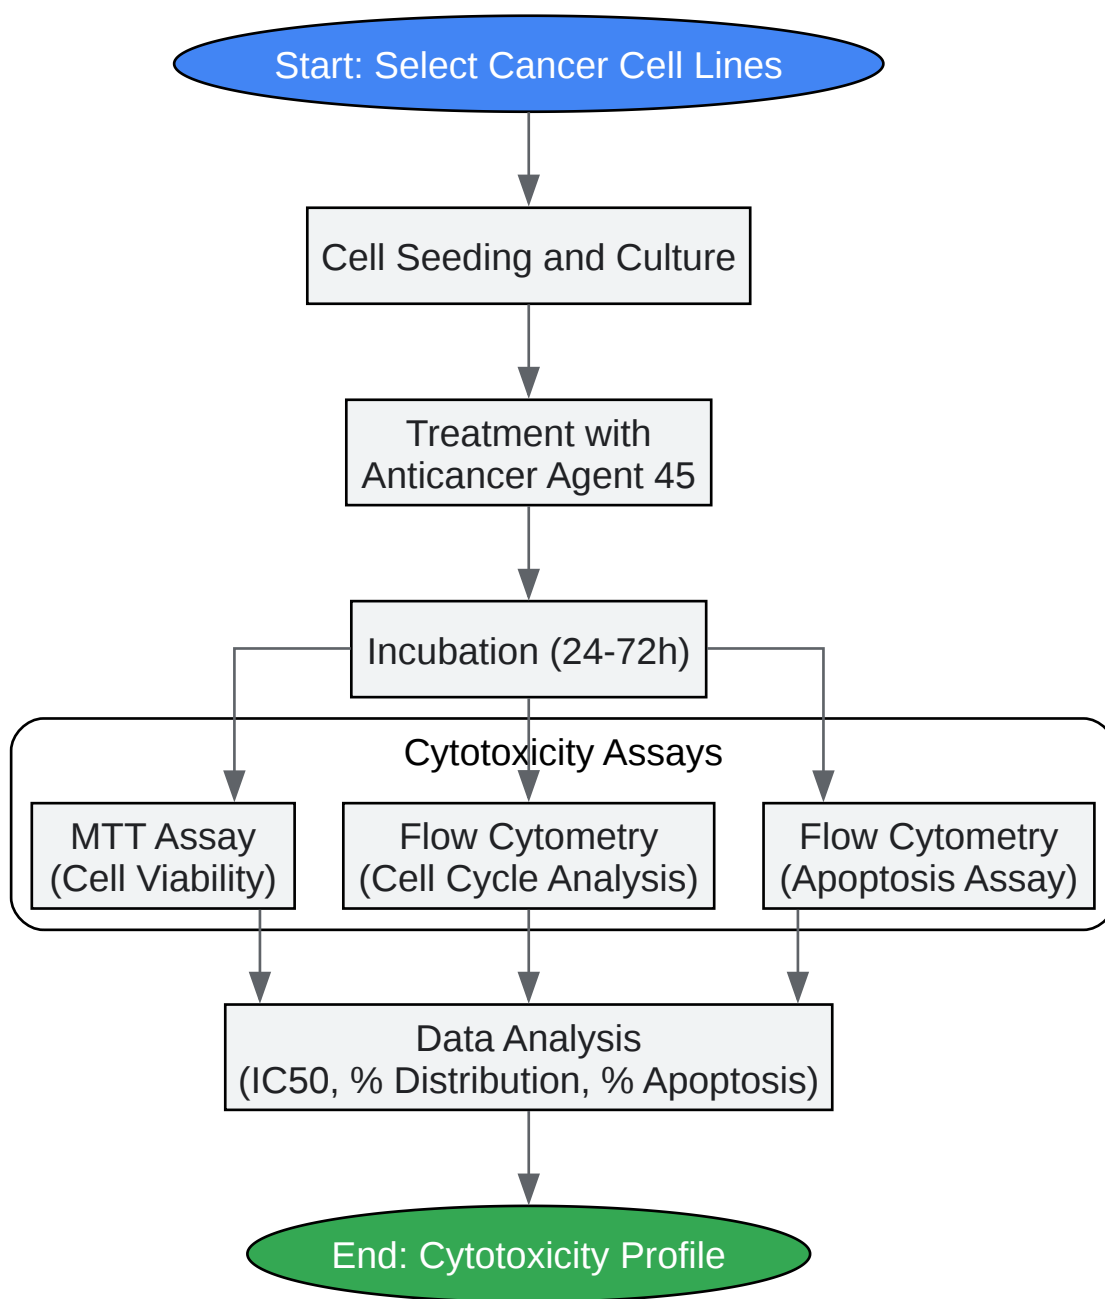 Start: Select Cancer Cell Lines
Cell Seeding and Culture
Treatment with
Anticancer Agent 45
Incubation (24-72h)
Cytotoxicity Assays
MTT Assay
(Cell Viability)
Flow Cytometry
(Cell Cycle Analysis)
Flow Cytometry
(Apoptosis Assay)
Data Analysis
(IC50, % Distribution, % Apoptosis)
End: Cytotoxicity Profile